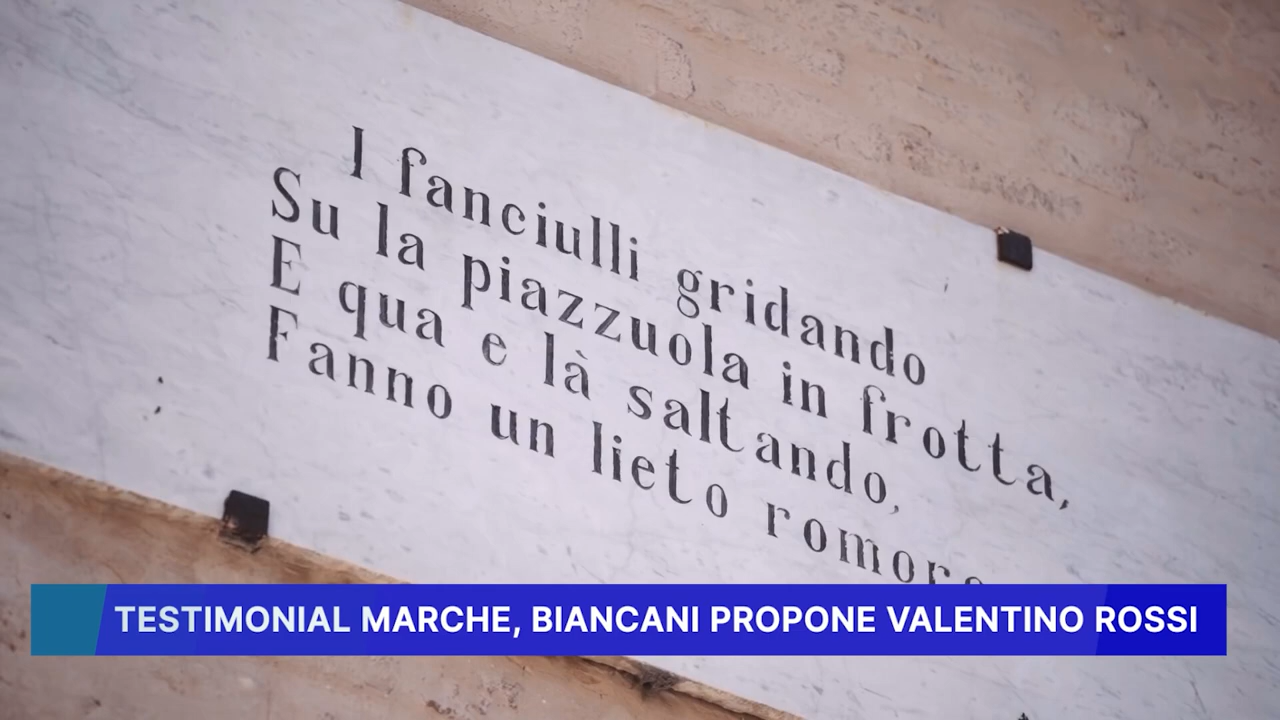 I fanciulli gridando
Su la piazzuola in frotta,
E qua e là saltando,
Fanno un lieto romore
TESTIMONIAL MARCHE, BIANCANI PROPONE VALENTINO ROSSI